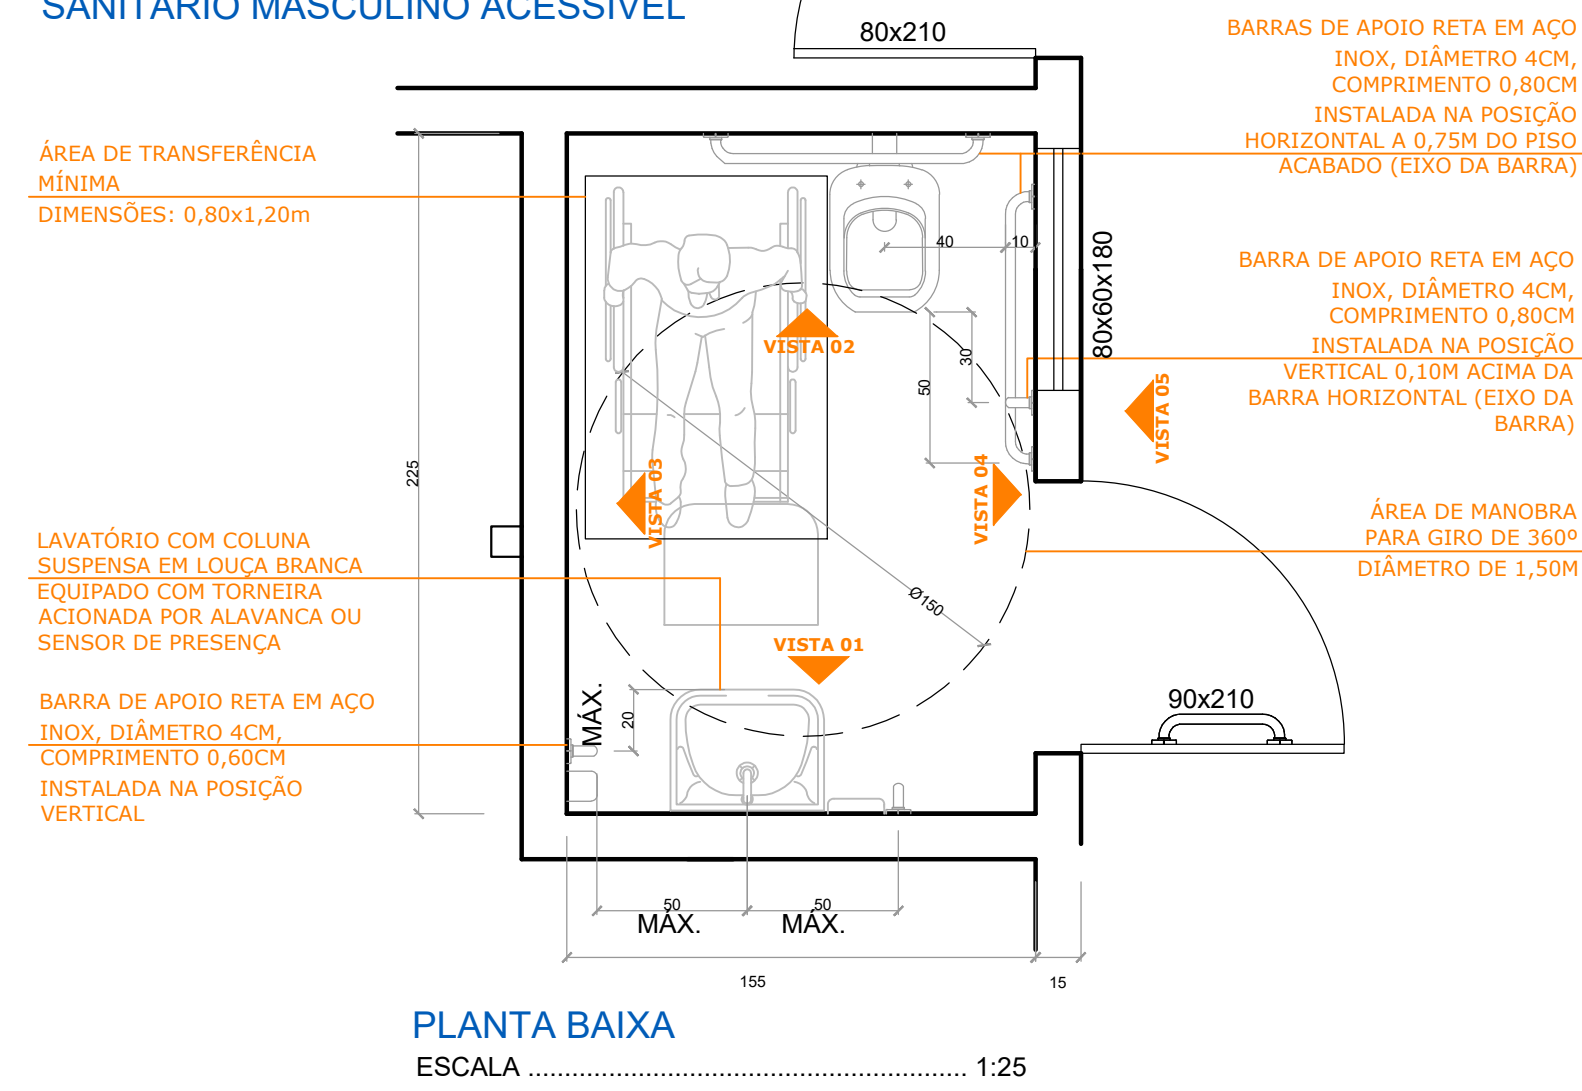 SANITÁRIO MASCULINO ACESSÍVEL
80x210
BARRAS DE APOIO RETA EM AÇO
INOX, DIÂMETRO 4CM,
COMPRIMENTO 0,80CM
INSTALADA NA POSIÇÃO
HORIZONTAL A 0,75M DO PISO
ACABADO (EIXO DA BARRA)
ÁREA DE TRANSFERÊNCIA
MÍNIMA
DIMENSÕES: 0,80x1,20m
40
10
80x60x180
BARRA DE APOIO RETA EM AÇO
INOX, DIÂMETRO 4CM,
COMPRIMENTO 0,80CM
INSTALADA NA POSIÇÃO
VERTICAL 0,10M ACIMA DA
BARRA HORIZONTAL (EIXO DA
BARRA)
VISTA 02
30
50
VISTA 05
225
VISTA 03
VISTA 04
ÁREA DE MANOBRA
PARA GIRO DE 360º
DIÂMETRO DE 1,50M
LAVATÓRIO COM COLUNA
SUSPENSA EM LOUÇA BRANCA
EQUIPADO COM TORNEIRA
ACIONADA POR ALAVANCA OU
SENSOR DE PRESENÇA
Ø150
VISTA 01
BARRA DE APOIO RETA EM AÇO
INOX, DIÂMETRO 4CM,
COMPRIMENTO 0,60CM
INSTALADA NA POSIÇÃO
VERTICAL
MÁX.
20
90x210
50
MÁX.
50
MÁX.
155
15
PLANTA BAIXA
ESCALA .......................................................... 1:25